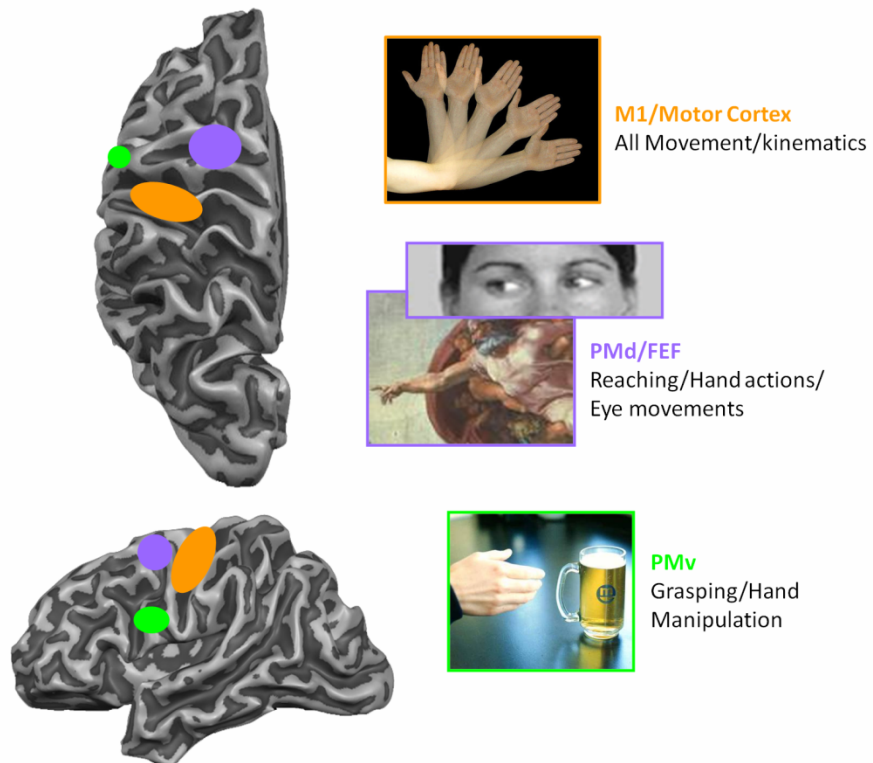 M1/Motor Cortex
All Movement/kinematics
PMd/FEF
Reaching/Hand actions/
Eye movements
PMv
Grasping/Hand
Manipulation